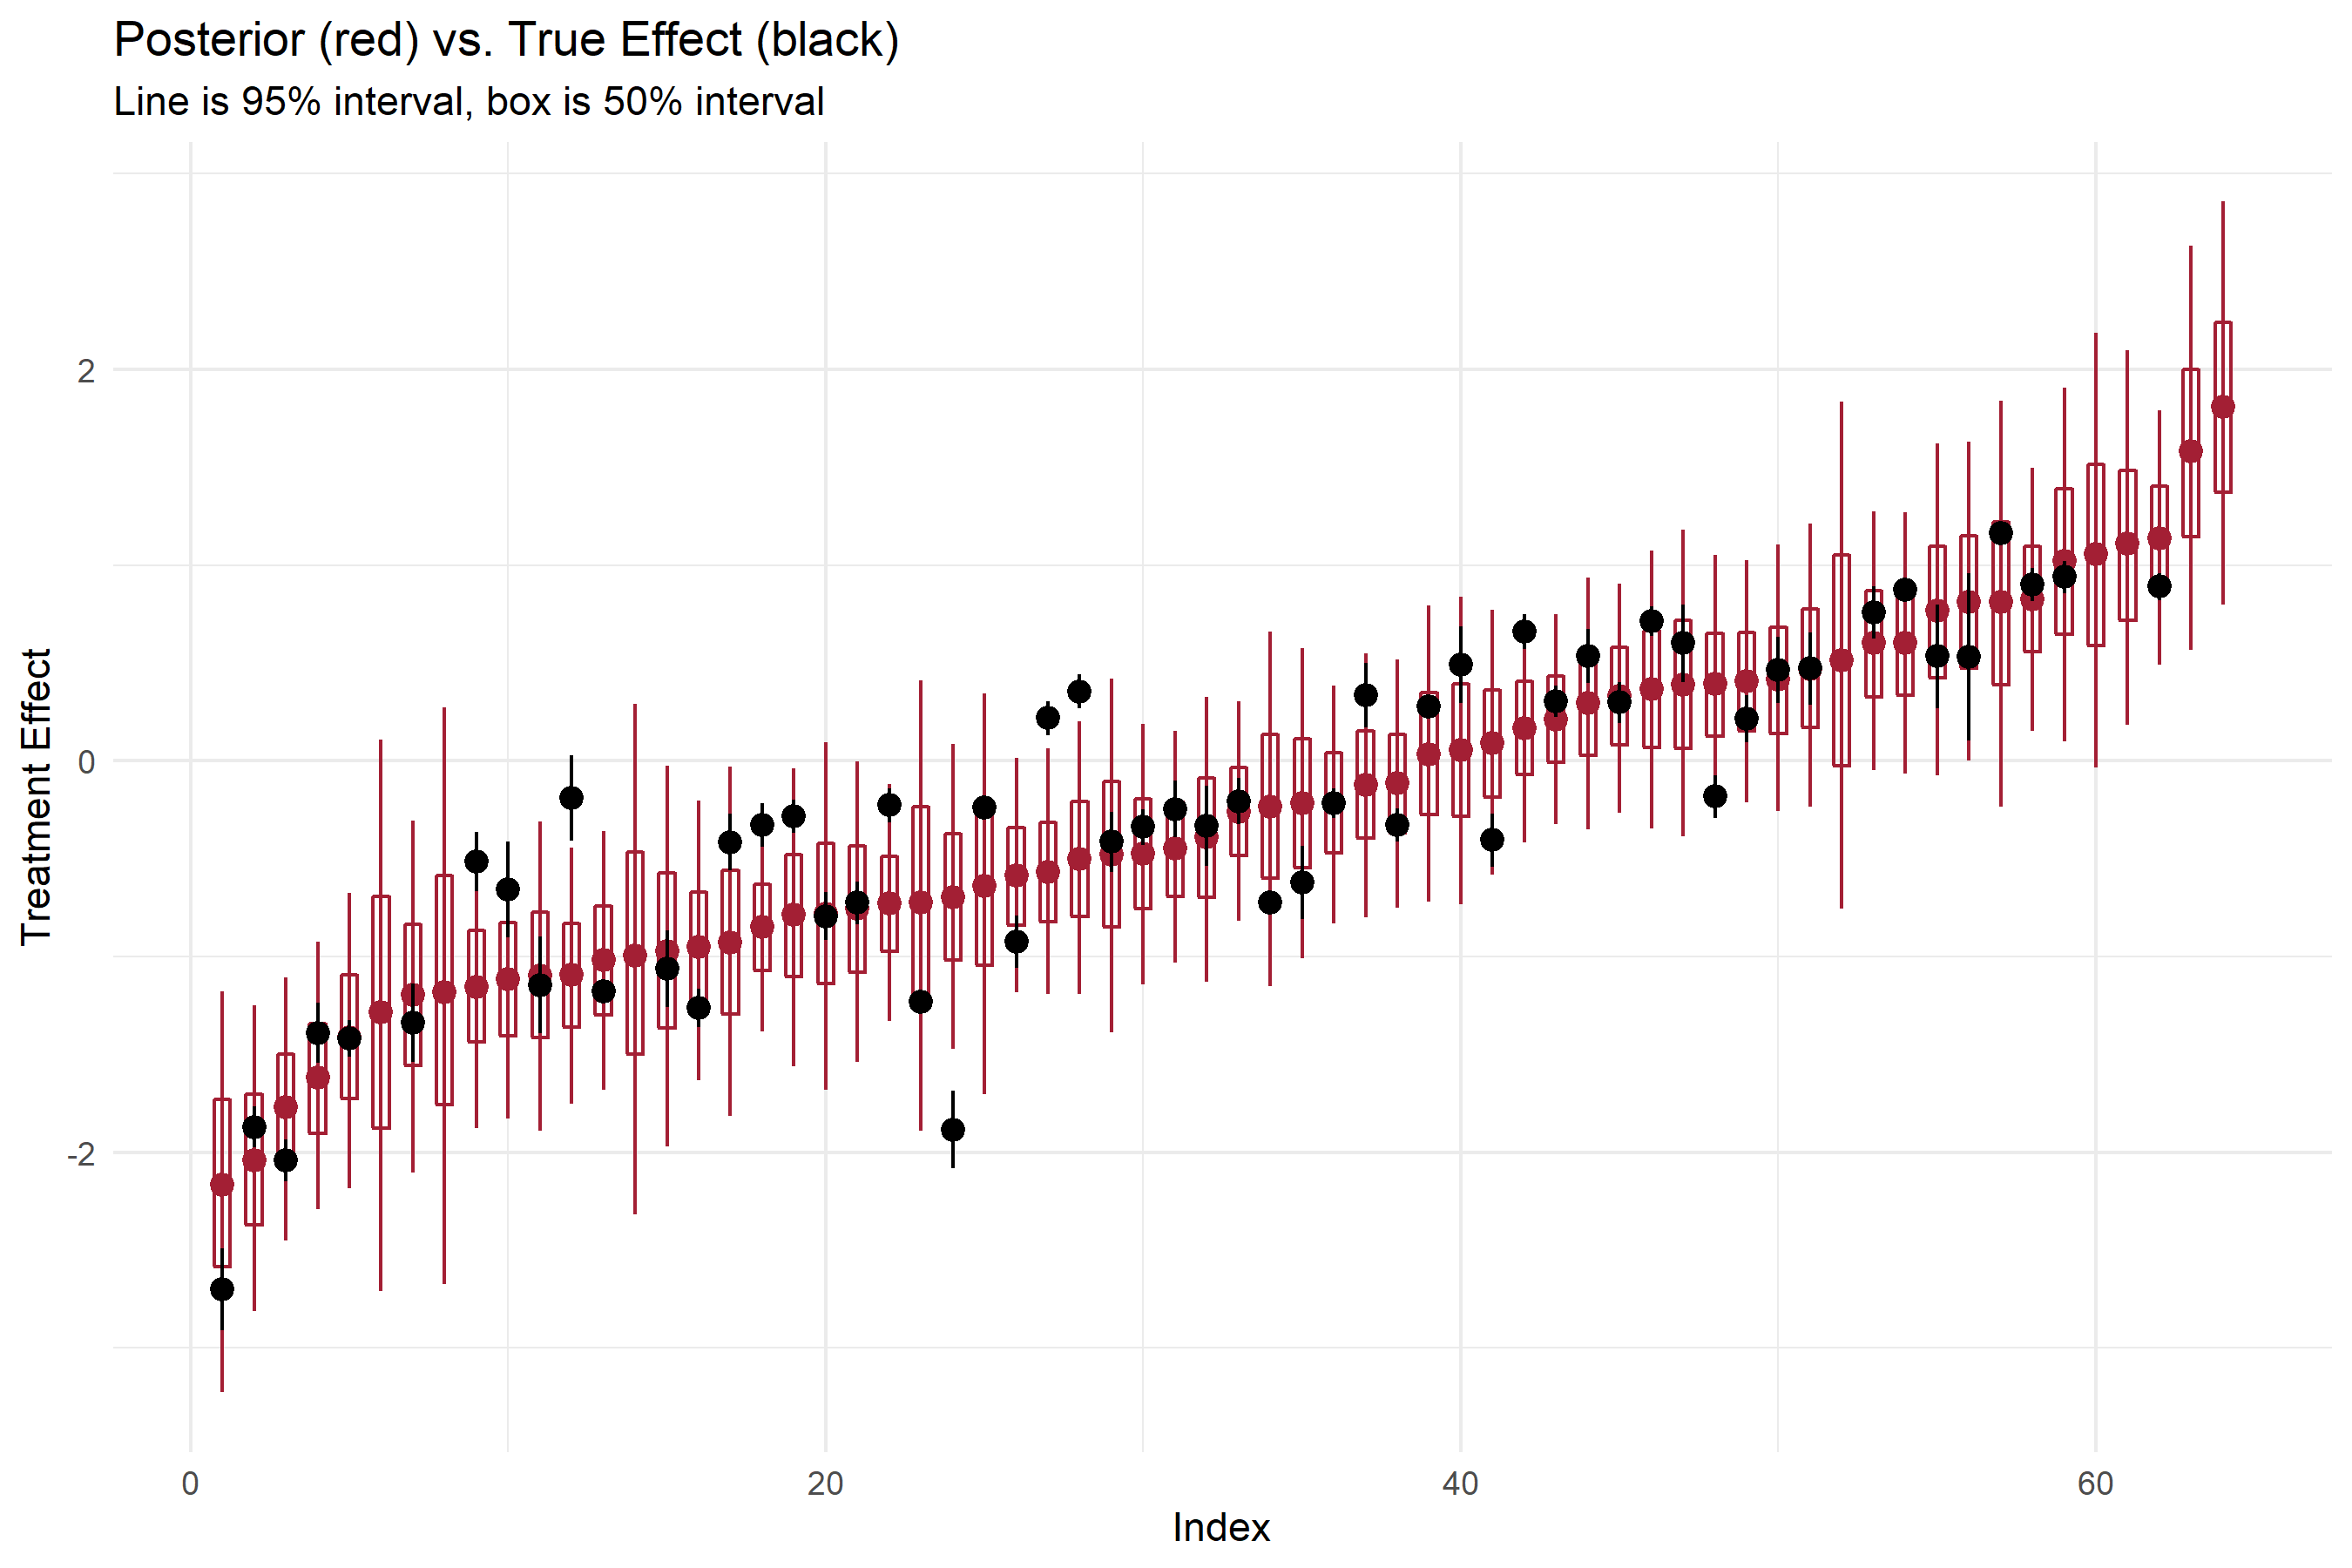 Posterior (red) vs. True Effect (black)
Line is 95% interval, box is 50% interval
Treatment Effect
2
0
-2
0
20
40
60
Index